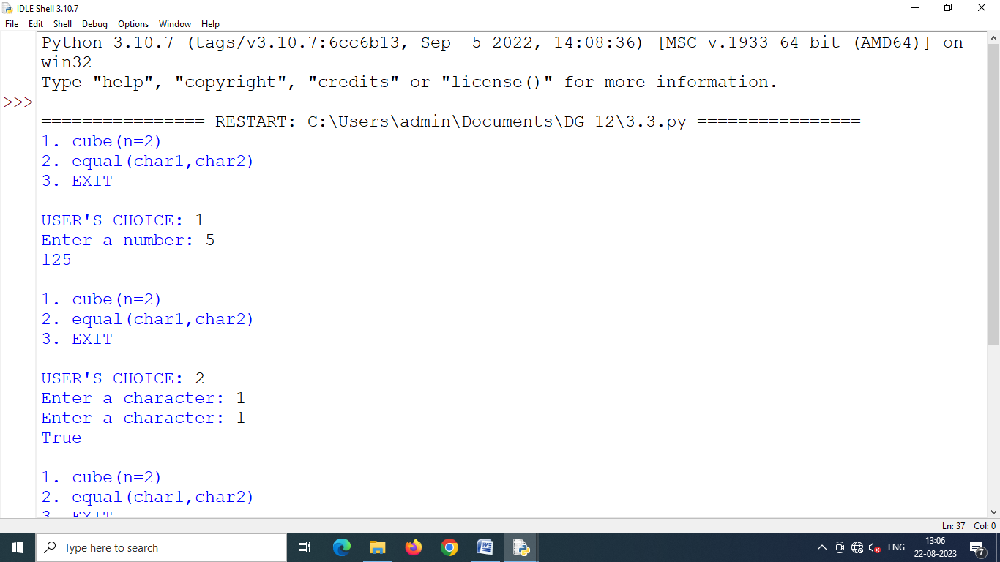 IDLE Shell 3.10.7
File Edit Shell Debug Options Window Help
Python 3.10.7 (tags/v3.10.7:6cc6b13, Sep  5 2022, 14:08:36) [MSC v.1933 64 bit (AMD64)] on
win32
Type "help", "copyright", "credits" or "license()" for more information.
>>>
================ RESTART: C:\Users\admin\Documents\DG 12\3.3.py ================
1. cube(n=2)
2. equal(char1,char2)
3. EXIT
USER'S CHOICE: 1
Enter a number: 5
125
1. cube(n=2)
2. equal(char1,char2)
3. EXIT
USER'S CHOICE: 2
Enter a character: 1
Enter a character: 1
True
1. cube(n=2)
2. equal(char1,char2)
3. EXIT
Ln: 37 Col: 0
Type here to search
ENG
13:06
22-08-2023
7